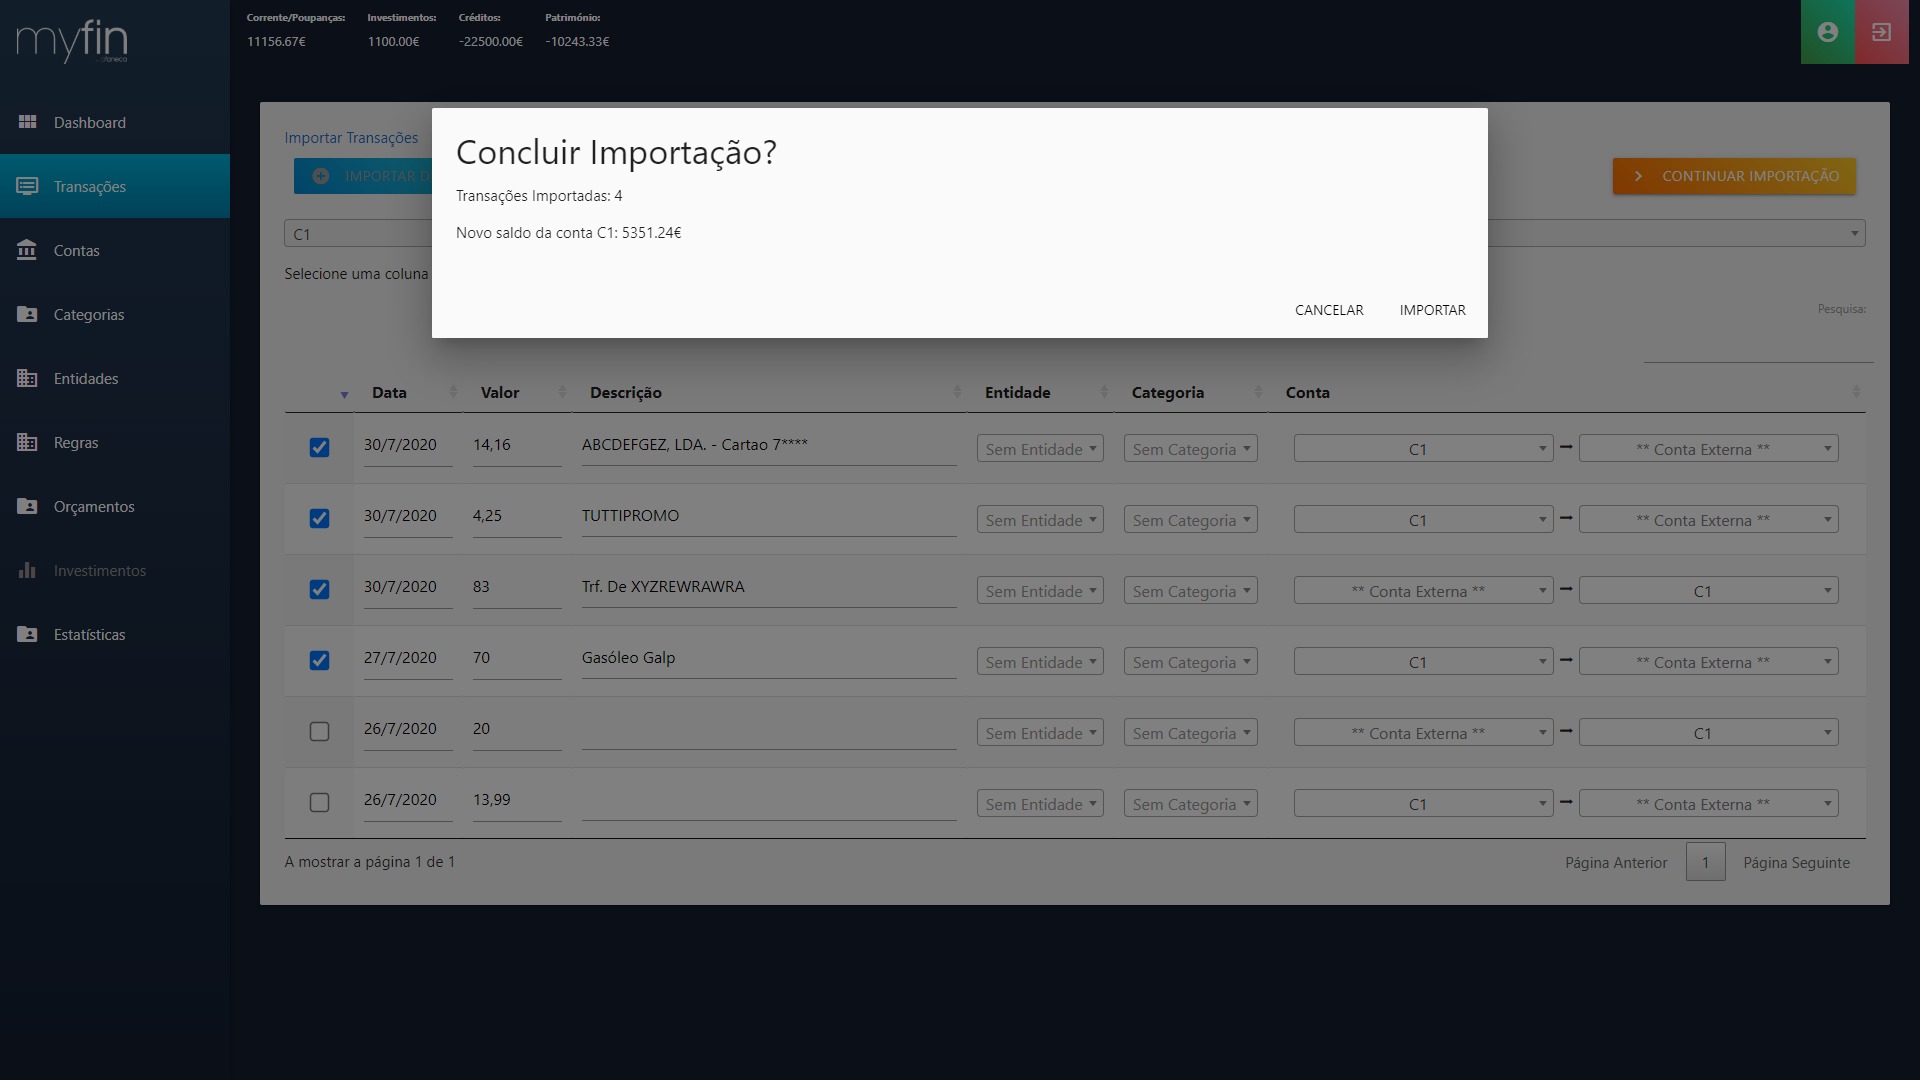 myfin
Corrente/Poupanças: Investimentos: Créditos: Património:
11156.67€ 1100.00€ -22500.00€ -10243.33€
Dashboard
Transações
Contas
Categorias
Entidades
Regras
Orçamentos
Investimentos
Estatísticas
Importar Transações
IMPORTAR
CONTINUAR IMPORTAÇÃO
Concluir Importação?
Transações Importadas: 4
Novo saldo da conta C1: 5351.24€
CANCELAR IMPORTAR
C1
Selecione uma coluna
Pesquisa:
Data Valor Descrição Entidade Categoria Conta
30/7/2020 14,16 ABCDEFGEZ, LDA. - Cartao 7**** Sem Entidade Sem Categoria C1 ** Conta Externa **
30/7/2020 4,25 TUTTIPROMO Sem Entidade Sem Categoria C1 ** Conta Externa **
30/7/2020 83 Trf. De XYZREWRAWRA Sem Entidade Sem Categoria ** Conta Externa ** C1
27/7/2020 70 Gasóleo Galp Sem Entidade Sem Categoria C1 ** Conta Externa **
26/7/2020 20 Sem Entidade Sem Categoria ** Conta Externa ** C1
26/7/2020 13,99 Sem Entidade Sem Categoria C1 ** Conta Externa **
A mostrar a página 1 de 1
Página Anterior 1 Página Seguinte